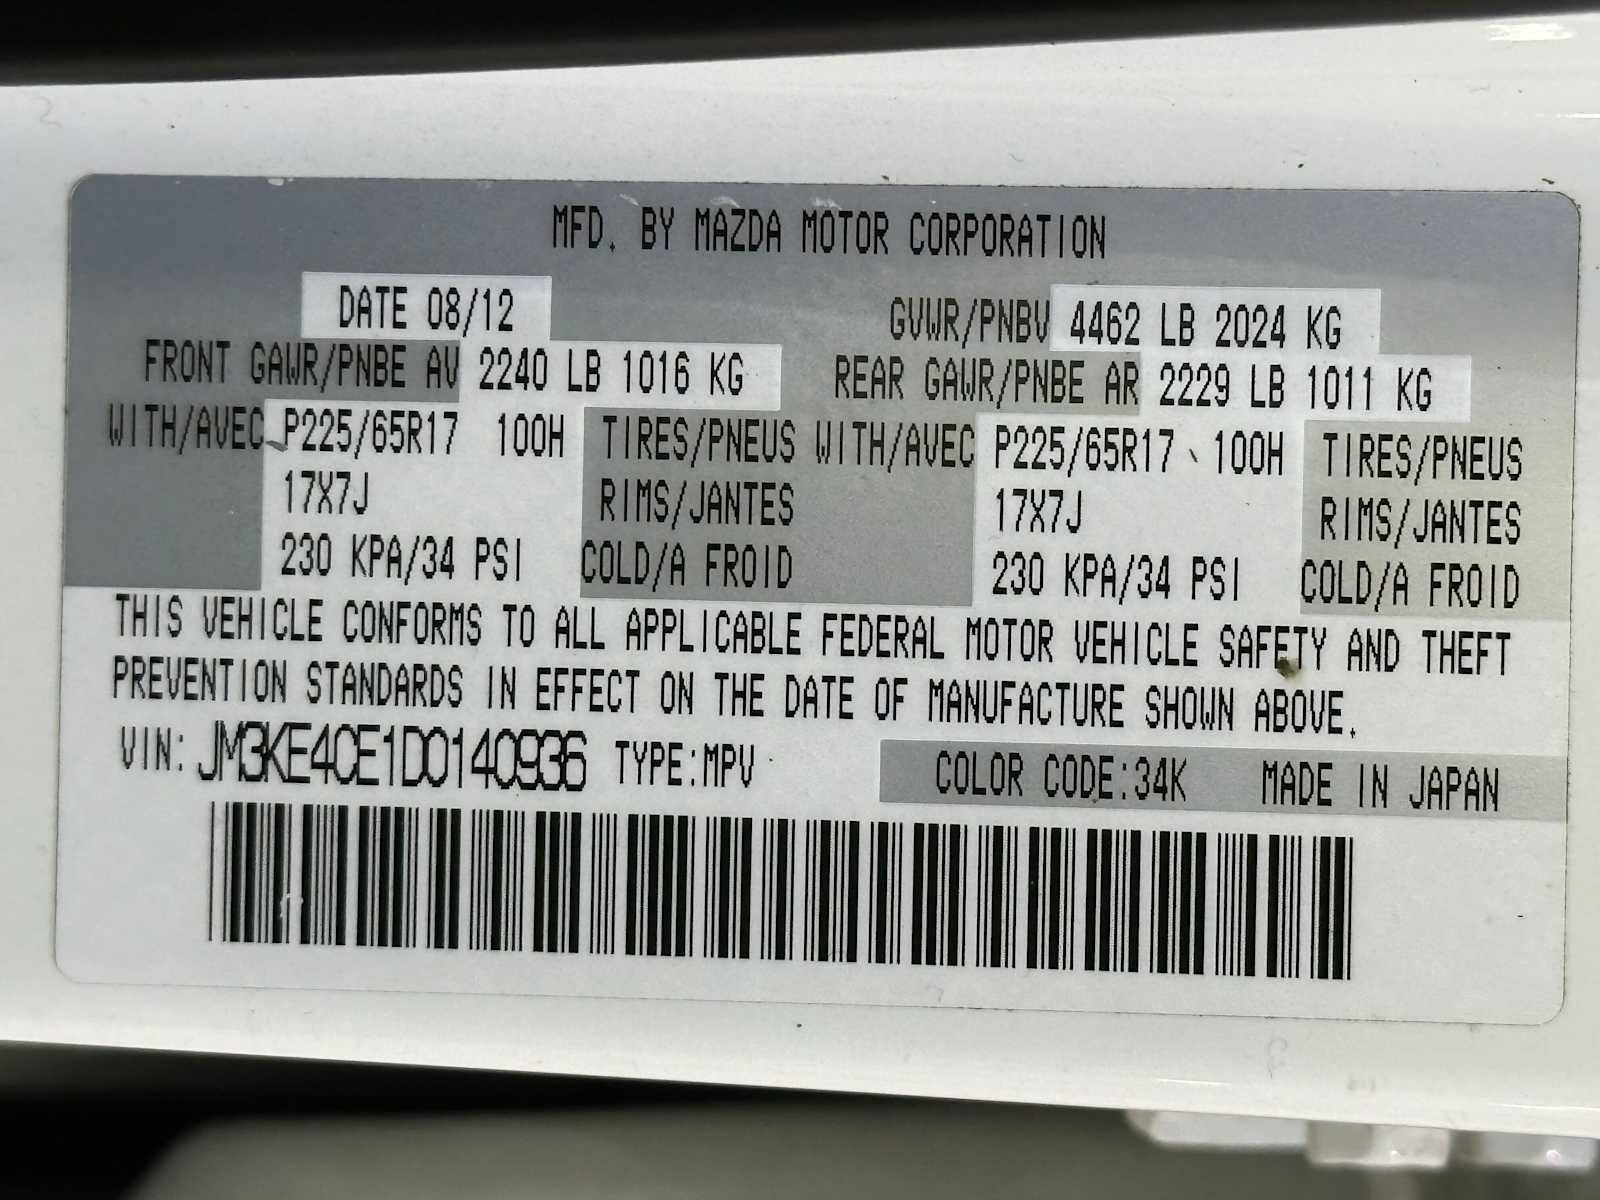 MFD. BY MAZDA MOTOR CORPORATION
DATE 08/12 GVWR/PNBV 4462 LB 2024 KG
FRONT GAWR/PNBE AV 2240 LB 1016 KG REAR GAWR/PNBE AR 2229 LB 1011 KG
WITH/AVEC P225/65R17 100H TIRES/PNEUS WITH/AVEC P225/65R17 100H TIRES/PNEUS
17X7J RIMS/JANTES 17X7J RIMS/JANTES
230 KPA/34 PSI COLD/A FROID 230 KPA/34 PSI COLD/A FROID
THIS VEHICLE CONFORMS TO ALL APPLICABLE FEDERAL MOTOR VEHICLE SAFETY AND THEFT
PREVENTION STANDARDS IN EFFECT ON THE DATE OF MANUFACTURE SHOWN ABOVE.
VIN: JM3KE4CE1D0140936 TYPE:MPV COLOR CODE:34K MADE IN JAPAN